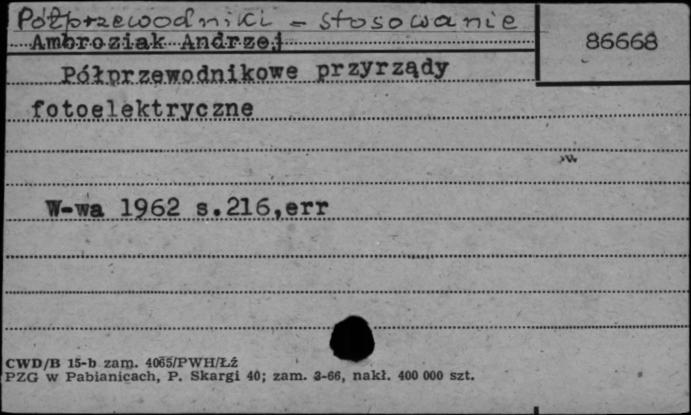 Półprzewodniki - stosowanie
Ambroziak Andrzej
86668
Półprzewodnikowe przyrządy
fotoelektryczne
W-wa 1962 s.216,err
CWD/B 15-b zam. 4065/PWH/Łź
PZG w Pabianicach, P. Skargi 40; zam. 3-66, nakł. 400 000 szt.